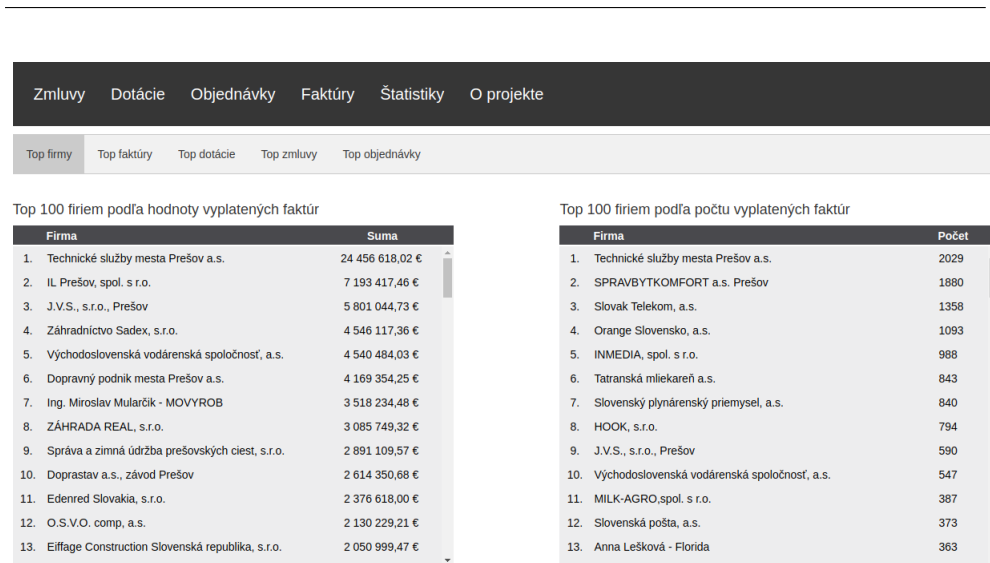 Zmluvy Dotácie Objednávky Faktúry Štatistiky O projekte
Top firmy Top faktúry Top dotácie Top zmluvy Top objednávky
Top 100 firiem podľa hodnoty vyplatených faktúr
Firma Suma
1. Technické služby mesta Prešov a.s. 24 456 618,02 €
2. IL Prešov, spol. s r.o. 7 193 417,46 €
3. J.V.S., s.r.o., Prešov 5 801 044,73 €
4. Záhradníctvo Sadex, s.r.o. 4 546 117,36 €
5. Východoslovenská vodárenská spoločnosť, a.s. 4 540 484,03 €
6. Dopravný podnik mesta Prešov a.s. 4 169 354,25 €
7. Ing. Miroslav Mularčik - MOVYROB 3 518 234,48 €
8. ZÁHRADA REAL, s.r.o. 3 085 749,32 €
9. Správa a zimná údržba prešovských ciest, s.r.o. 2 891 109,57 €
10. Doprastav a.s., závod Prešov 2 614 350,68 €
11. Edenred Slovakia, s.r.o. 2 376 618,00 €
12. O.S.V.O. comp, a.s. 2 130 229,21 €
13. Eiffage Construction Slovenská republika, s.r.o. 2 050 999,47 €
Top 100 firiem podľa počtu vyplatených faktúr
Firma Počet
1. Technické služby mesta Prešov a.s. 2029
2. SPRAVBYTKOMFORT a.s. Prešov 1880
3. Slovak Telekom, a.s. 1358
4. Orange Slovensko, a.s. 1093
5. INMEDIA, spol. s r.o. 988
6. Tatranská mliekareň a.s. 843
7. Slovenský plynárenský priemysel, a.s. 840
8. HOOK, s.r.o. 794
9. J.V.S., s.r.o., Prešov 590
10. Východoslovenská vodárenská spoločnosť, a.s. 547
11. MILK-AGRO,spol. s r.o. 387
12. Slovenská pošta, a.s. 373
13. Anna Lešková - Florida 363